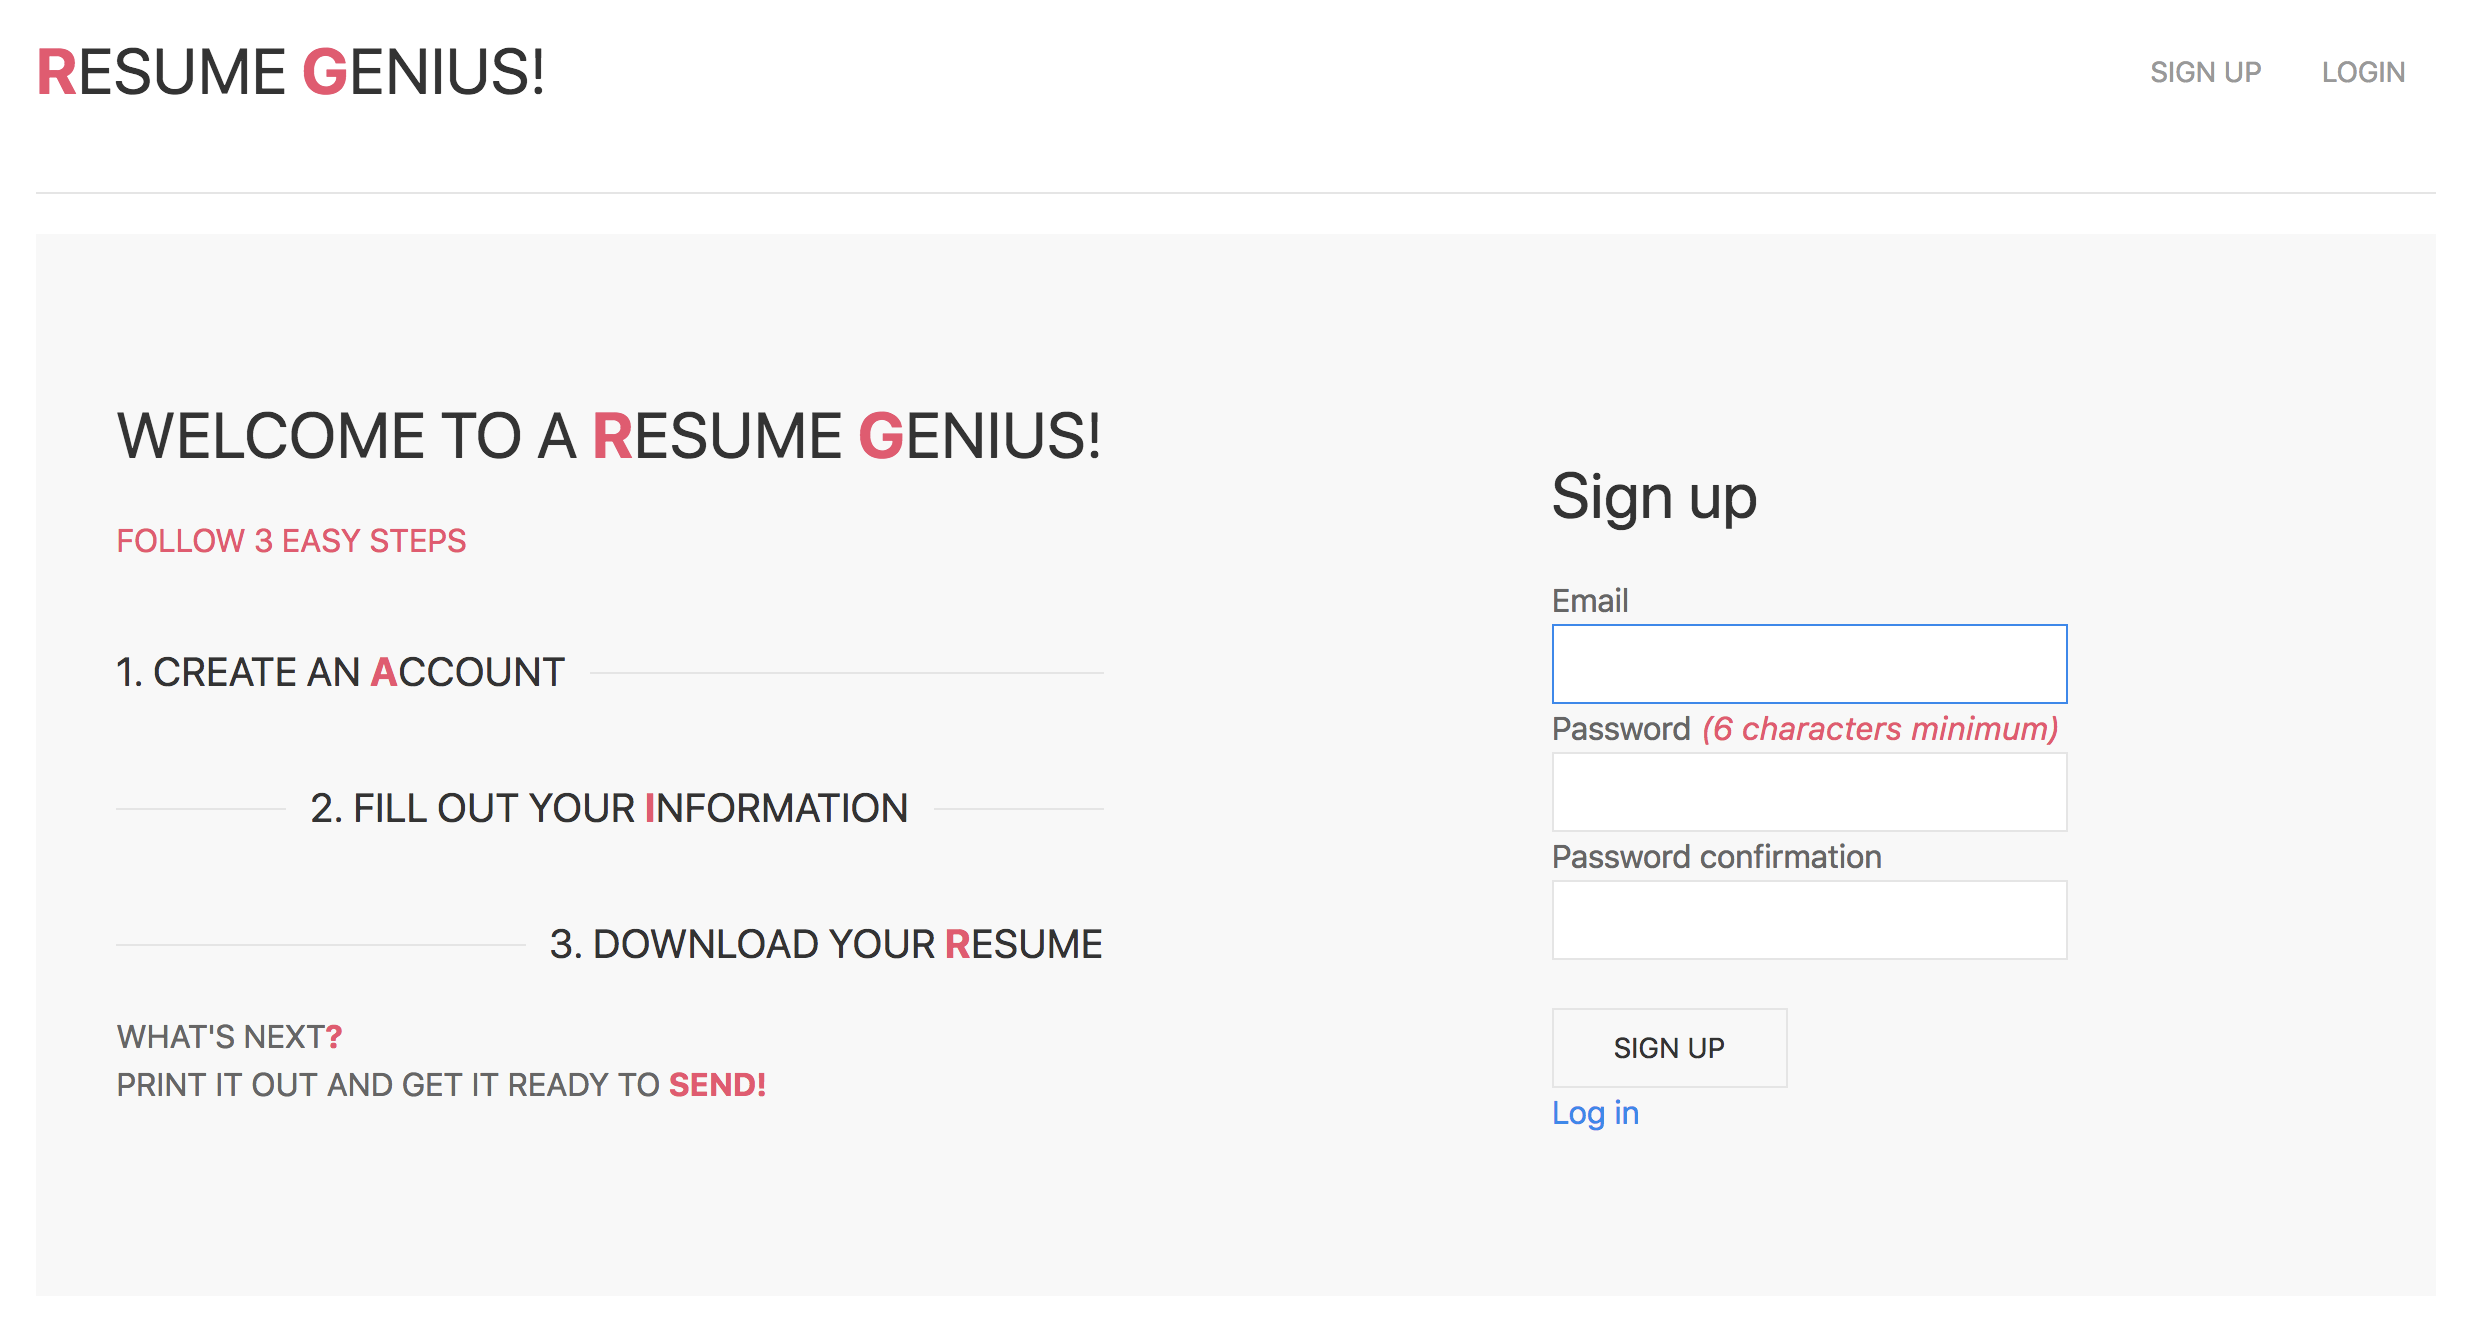 RESUME GENIUS!
SIGN UP
LOGIN
WELCOME TO A RESUME GENIUS!
FOLLOW 3 EASY STEPS
1. CREATE AN ACCOUNT
2. FILL OUT YOUR INFORMATION
3. DOWNLOAD YOUR RESUME
WHAT'S NEXT?
PRINT IT OUT AND GET IT READY TO SEND!
Sign up
Email
Password (6 characters minimum)
Password confirmation
SIGN UP
Log in